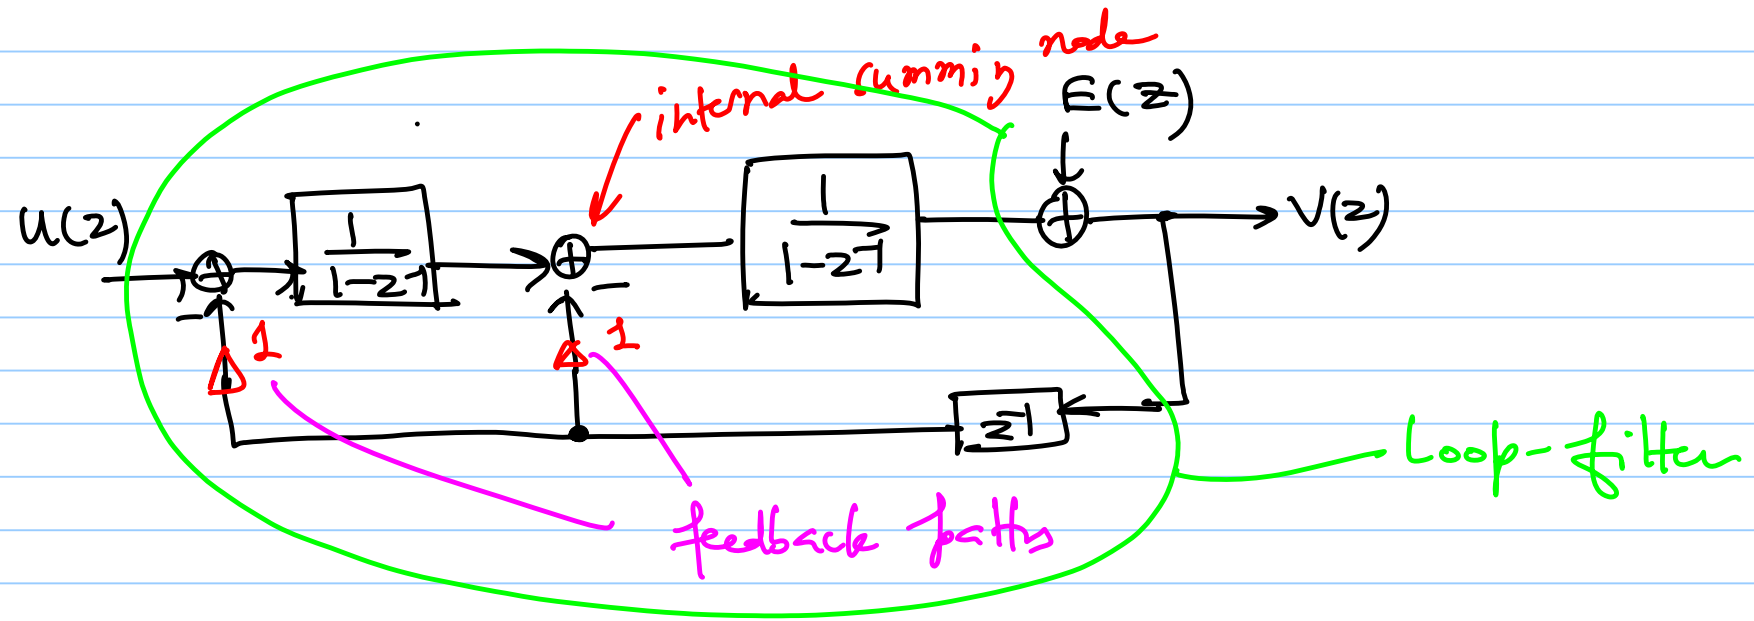 internal summing node
E(z)
U(z)
1
1-z⁻¹
1
1-z⁻¹
V(z)
1
1
z⁻¹
Loop-filter
feedback paths